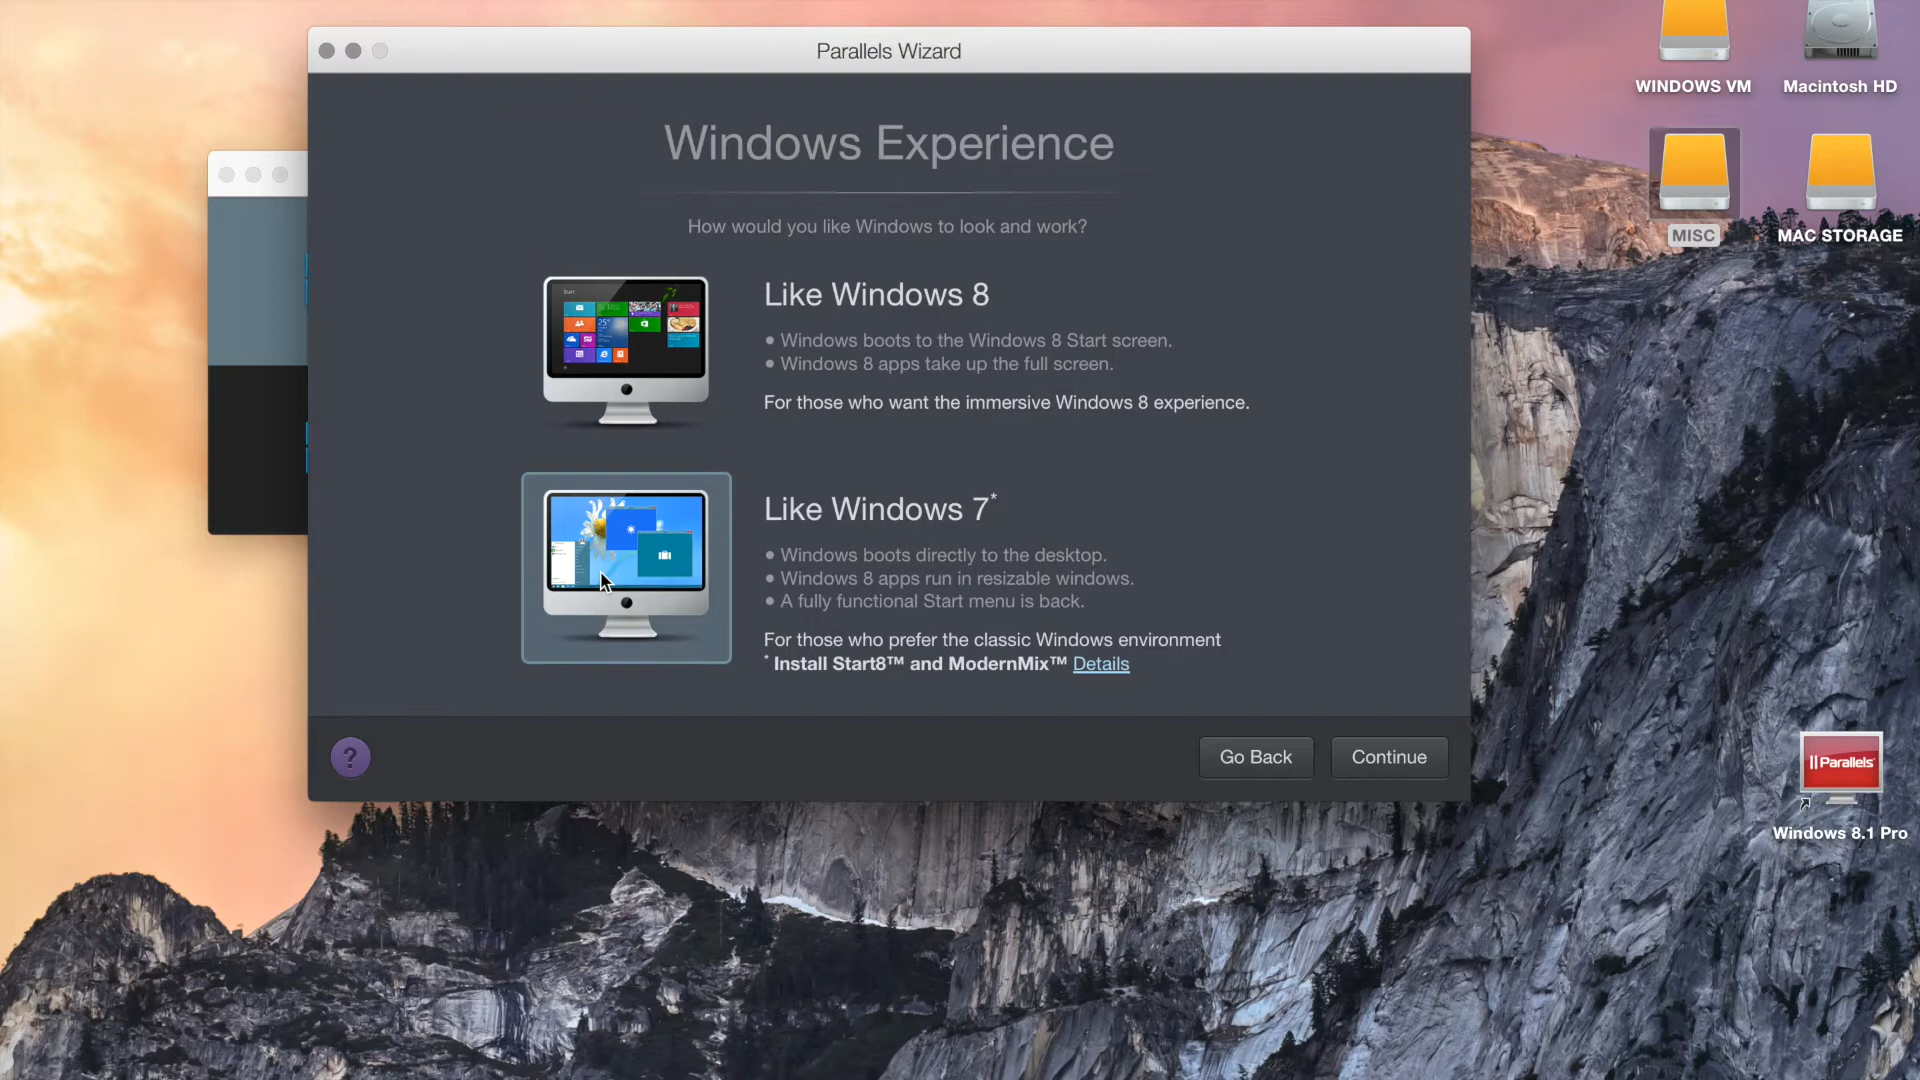 Parallels Wizard
WINDOWS VM
Macintosh HD
Windows Experience
MISC
MAC STORAGE
How would you like Windows to look and work?
Start
Like Windows 8
• Windows boots to the Windows 8 Start screen.
• Windows 8 apps take up the full screen.
For those who want the immersive Windows 8 experience.
Like Windows 7*
• Windows boots directly to the desktop.
• Windows 8 apps run in resizable windows.
• A fully functional Start menu is back.
For those who prefer the classic Windows environment
* Install Start8™ and ModernMix™ Details
?
Go Back
Continue
|| Parallels
Windows 8.1 Pro